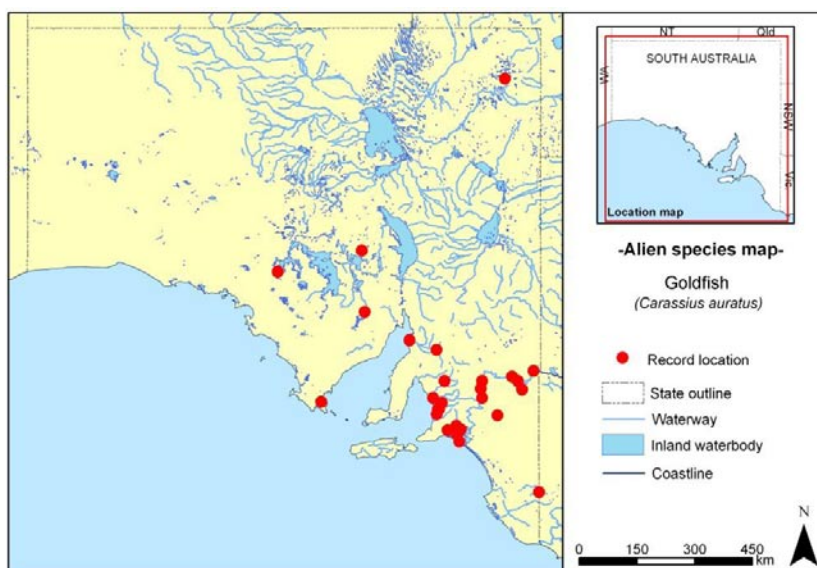 NT
Qld
SOUTH AUSTRALIA
WA
NSW
Vic
Location map
-Alien species map-
Goldfish
(Carassius auratus)
Record location
State outline
Waterway
Inland waterbody
Coastline
N
0 150 300 450
km